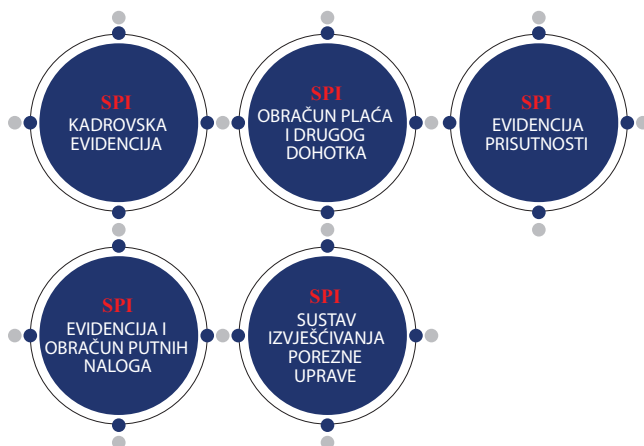 SPI
KADROVSKA
EVIDENCIJA
SPI
OBRAČUN PLAĆA
I DRUGOG
DOHOTKA
SPI
EVIDENCIJA
PRISUTNOSTI
SPI
EVIDENCIJA I
OBRAČUN PUTNIH
NALOGA
SPI
SUSTAV
IZVJEŠĆIVANJA
POREZNE
UPRAVE